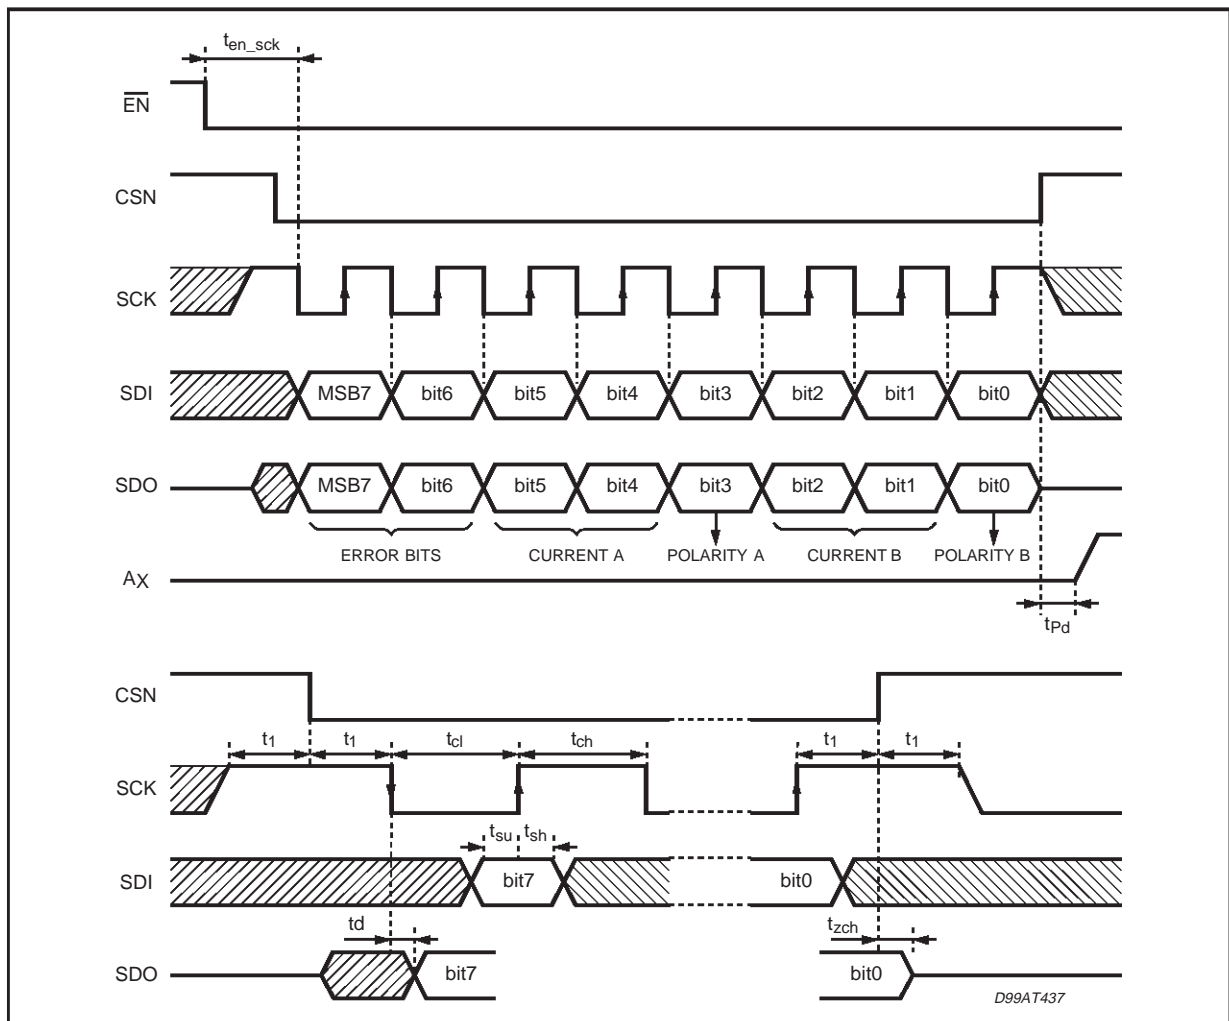 ten_sck
EN
CSN
SCK
SDI MSB7 bit6 bit5 bit4 bit3 bit2 bit1 bit0
SDO MSB7 bit6 bit5 bit4 bit3 bit2 bit1 bit0
ERROR BITS CURRENT A POLARITY A CURRENT B POLARITY B
AX
tPd
CSN
t1 t1 tcl tch t1 t1
SCK
tsu tsh
SDI bit7 bit0
td tzch
SDO bit7 bit0
D99AT437